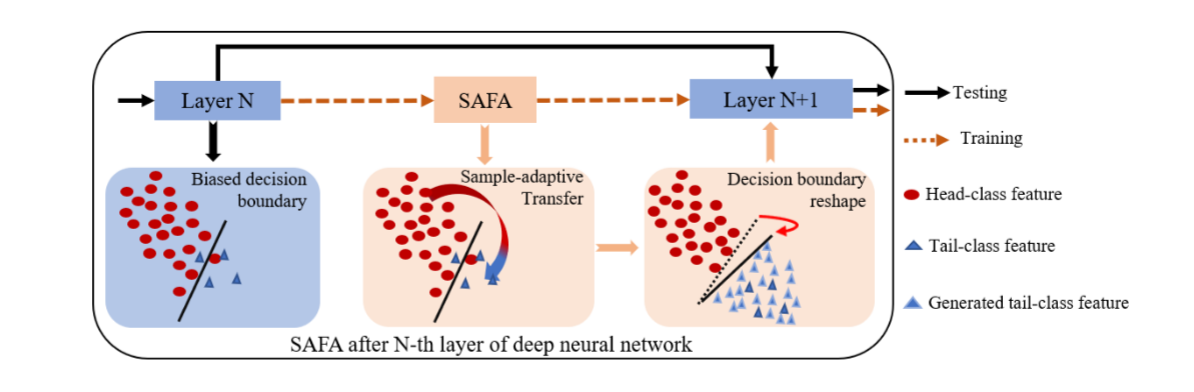 Layer N
SAFA
Layer N+1
Biased decision
boundary
Sample-adaptive
Transfer
Decision boundary
reshape
SAFA after N-th layer of deep neural network
Testing
Training
Head-class feature
Tail-class feature
Generated tail-class feature